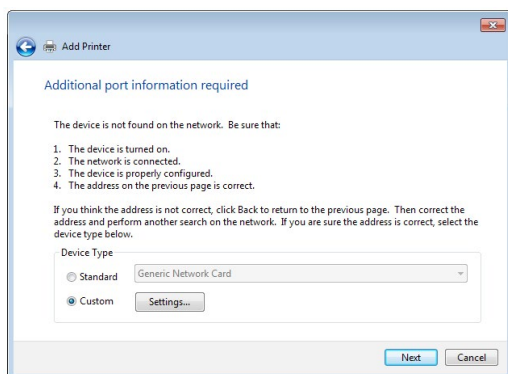 Add Printer
Additional port information required
The device is not found on the network. Be sure that:
1. The device is turned on.
2. The network is connected.
3. The device is properly configured.
4. The address on the previous page is correct.
If you think the address is not correct, click Back to return to the previous page. Then correct the
address and perform another search on the network. If you are sure the address is correct, select the
device type below.
Device Type
Standard Generic Network Card
Custom Settings...
Next Cancel